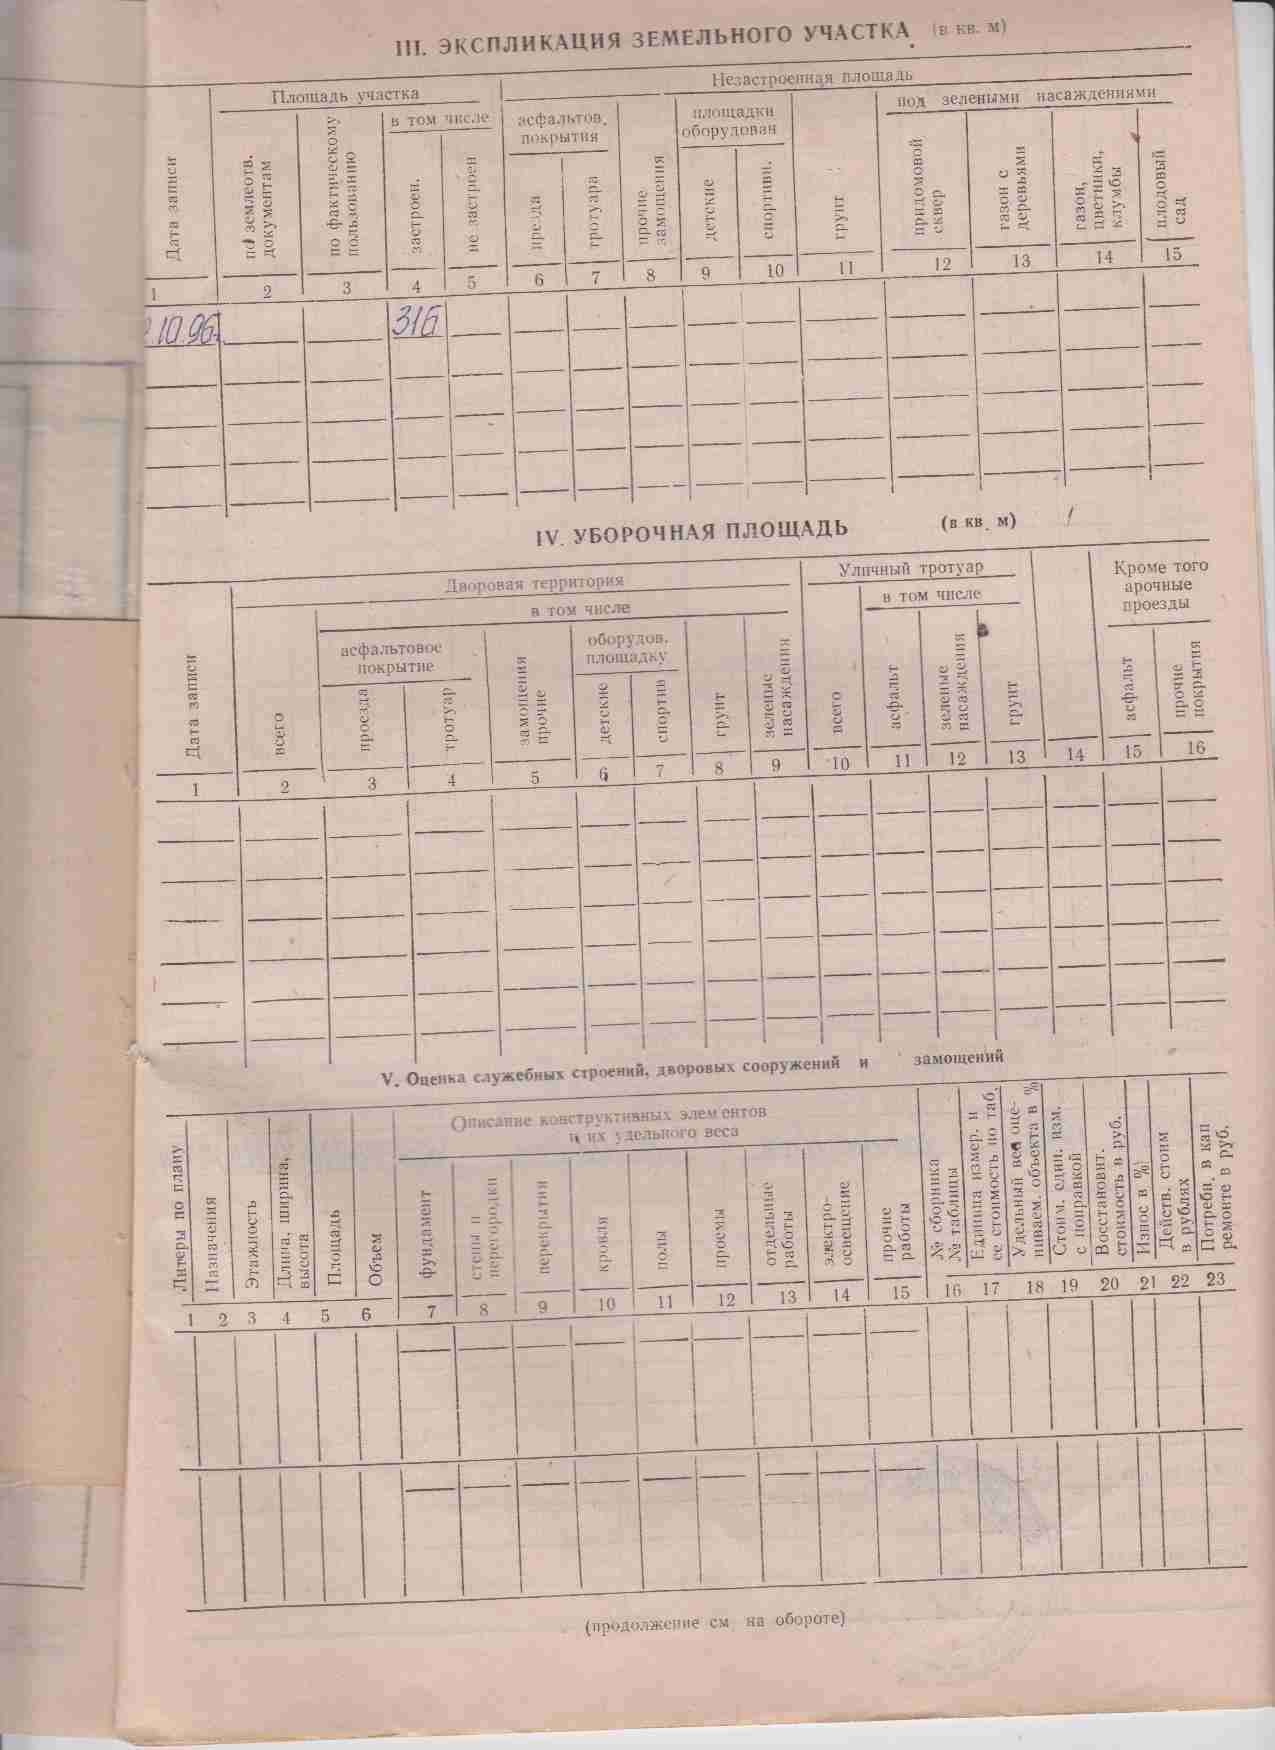 III. ЭКСПЛИКАЦИЯ ЗЕМЕЛЬНОГО УЧАСТКА (в кв. м)
Дата записи
Площадь участка
по землеотв. документам
по фактическому пользованию
в том числе
застроен.
не застроен
Незастроенная площадь
асфальтов. покрытия
проезда
тротуара
прочие замощения
площадки оборудован
детские
спортивн.
грунт
под зелеными насаждениями
придомовой сквер
газон с деревьями
газон, цветники, клумбы
плодовый сад
1 2 3 4 5 6 7 8 9 10 11 12 13 14 15
.10.96г. 316
IV. УБОРОЧНАЯ ПЛОЩАДЬ (в кв. м)
Дата записи
Дворовая территория
всего
в том числе
асфальтовое покрытие
проезда
тротуар
замощения прочие
оборудов. площадку
детские
спортив
грунт
зеленые насаждения
Уличный тротуар
всего
в том числе
асфальт
зеленые насаждения
грунт
Кроме того арочные проезды
асфальт
прочие покрытия
1 2 3 4 5 6 7 8 9 10 11 12 13 14 15 16
V. Оценка служебных строений, дворовых сооружений и замощений
Литеры по плану
Назначения
Этажность
Длина, ширина, высота
Площадь
Объем
Описание конструктивных элементов и их удельного веса
фундамент
стены и перегородки
перекрытия
кровля
полы
проемы
отдельные работы
электро-
освещение
прочие работы
№ сборника № таблицы
Единица измер. и ее стоимость по таб.
Удельный вес оце-
ниваем. объекта в %
Стоим. един. изм. с поправкой
Восстановит. стоимость в руб.
Износ в %
Действ. стоим в рублях
Потребн. в кап ремонте в руб.
1 2 3 4 5 6 7 8 9 10 11 12 13 14 15 16 17 18 19 20 21 22 23
(продолжение см на обороте)